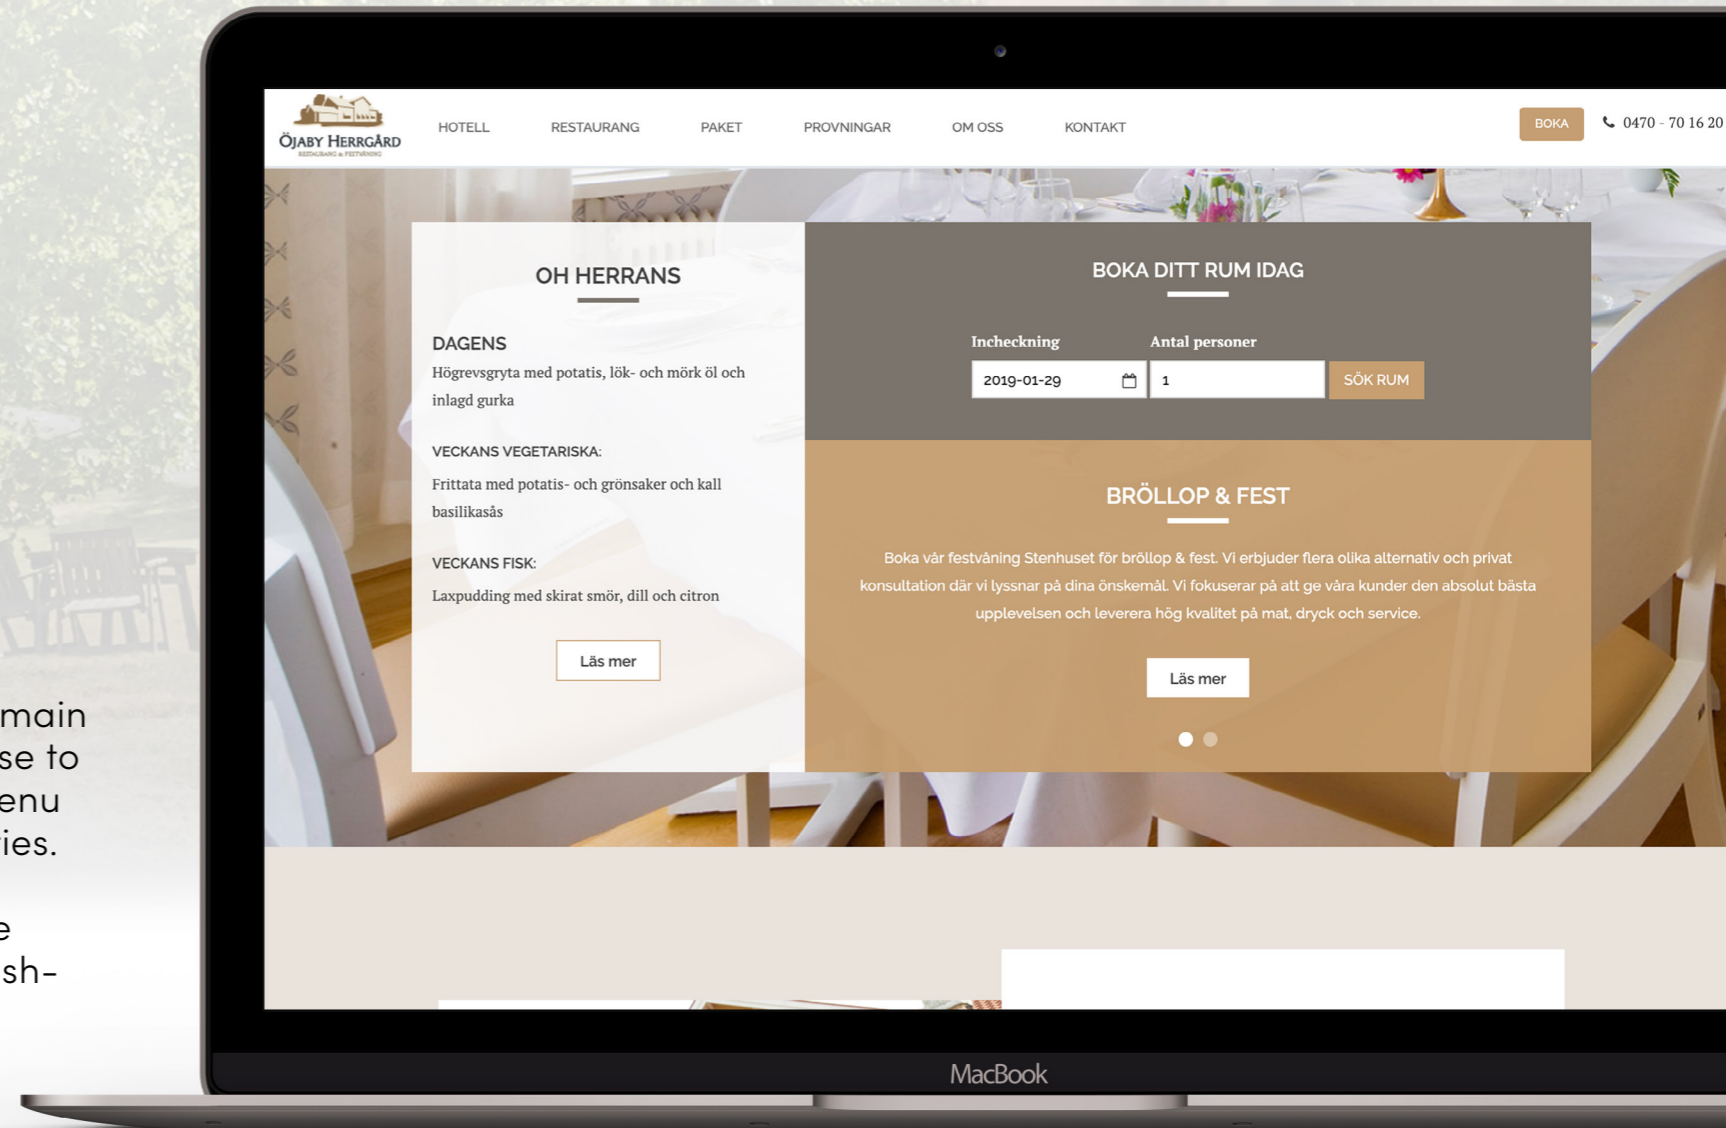 main
se to
enu
ies.
e
sh-
ÖJABY HERRGÅRD
RESTAURANG & FESTVÅNING
HOTELL RESTAURANG PAKET PROVNINGAR OM OSS KONTAKT
BOKA 0470 - 70 16 20
OH HERRANS
DAGENS
Högrevsgryta med potatis, lök- och mörk öl och
inlagd gurka
VECKANS VEGETARISKA:
Frittata med potatis- och grönsaker och kall
basilikasås
VECKANS FISK:
Laxpudding med skirat smör, dill och citron
Läs mer
BOKA DITT RUM IDAG
Incheckning Antal personer
2019-01-29 1 SÖK RUM
BRÖLLOP & FEST
Boka vår festvåning Stenhuset för bröllop & fest. Vi erbjuder flera olika alternativ och privat
konsultation där vi lyssnar på dina önskemål. Vi fokuserar på att ge våra kunder den absolut bästa
upplevelsen och leverera hög kvalitet på mat, dryck och service.
Läs mer
MacBook